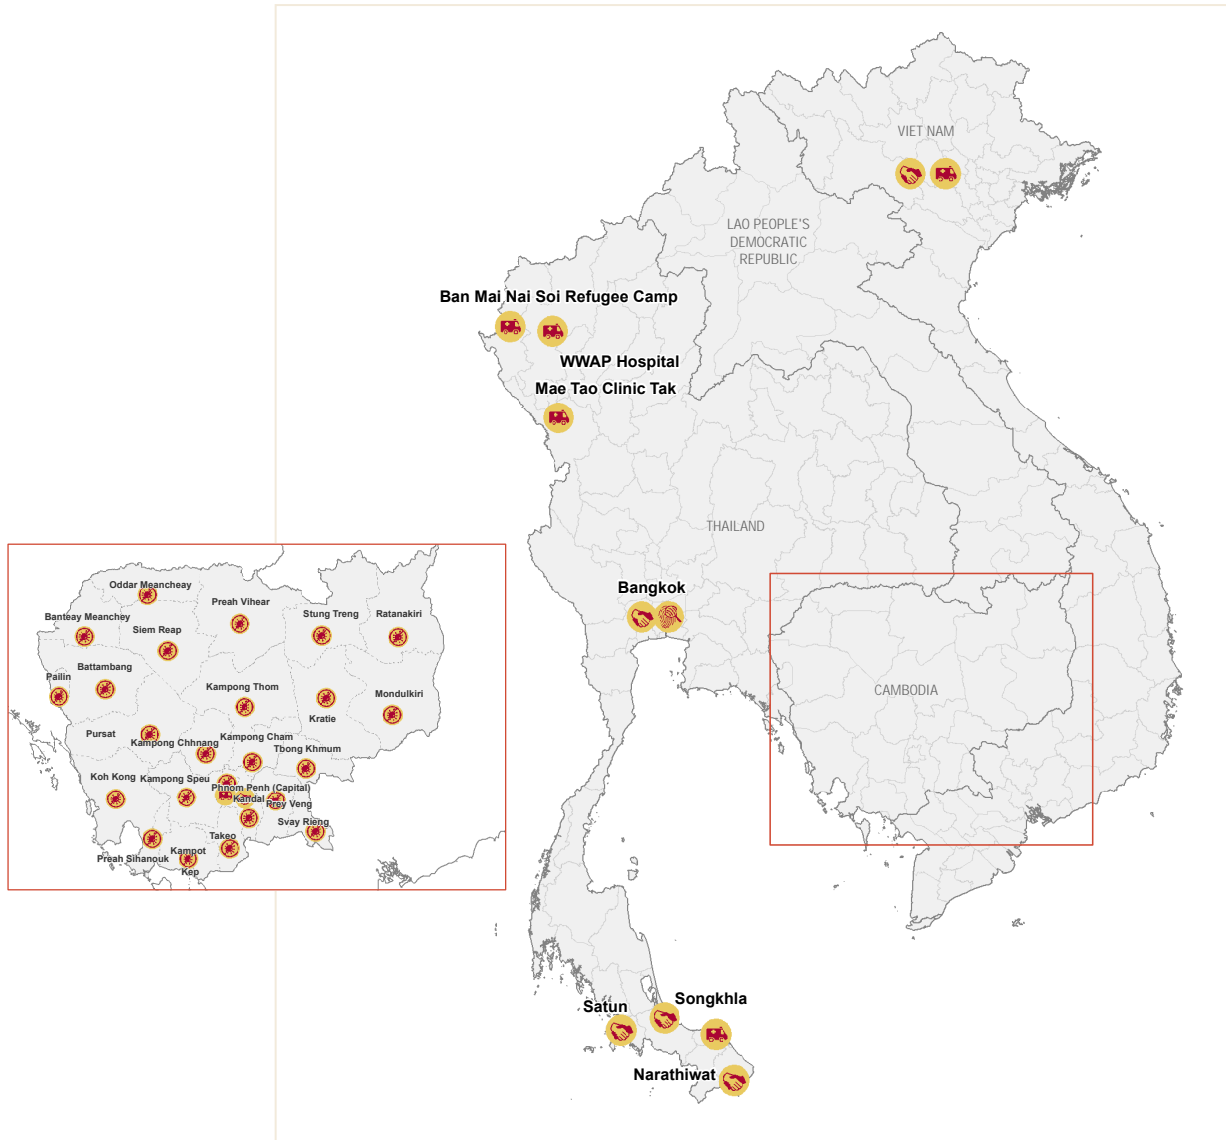 VIET NAM
LAO PEOPLE'S
DEMOCRATIC
REPUBLIC
Ban Mai Nai Soi Refugee Camp
WWAP Hospital
Mae Tao Clinic Tak
THAILAND
Bangkok
CAMBODIA
Satun
Songkhla
Narathiwat
Oddar Meancheay
Preah Vihear
Banteay Meanchey
Siem Reap
Stung Treng
Ratanakiri
Battambang
Pailin
Kampong Thom
Mondulkiri
Kratie
Pursat
Kampong Chhnang
Kampong Cham
Tbong Khmum
Koh Kong
Kampong Speu
Phnom Penh (Capital)
Kandal
Prey Veng
Svay Rieng
Takeo
Kampot
Preah Sihanouk
Kep